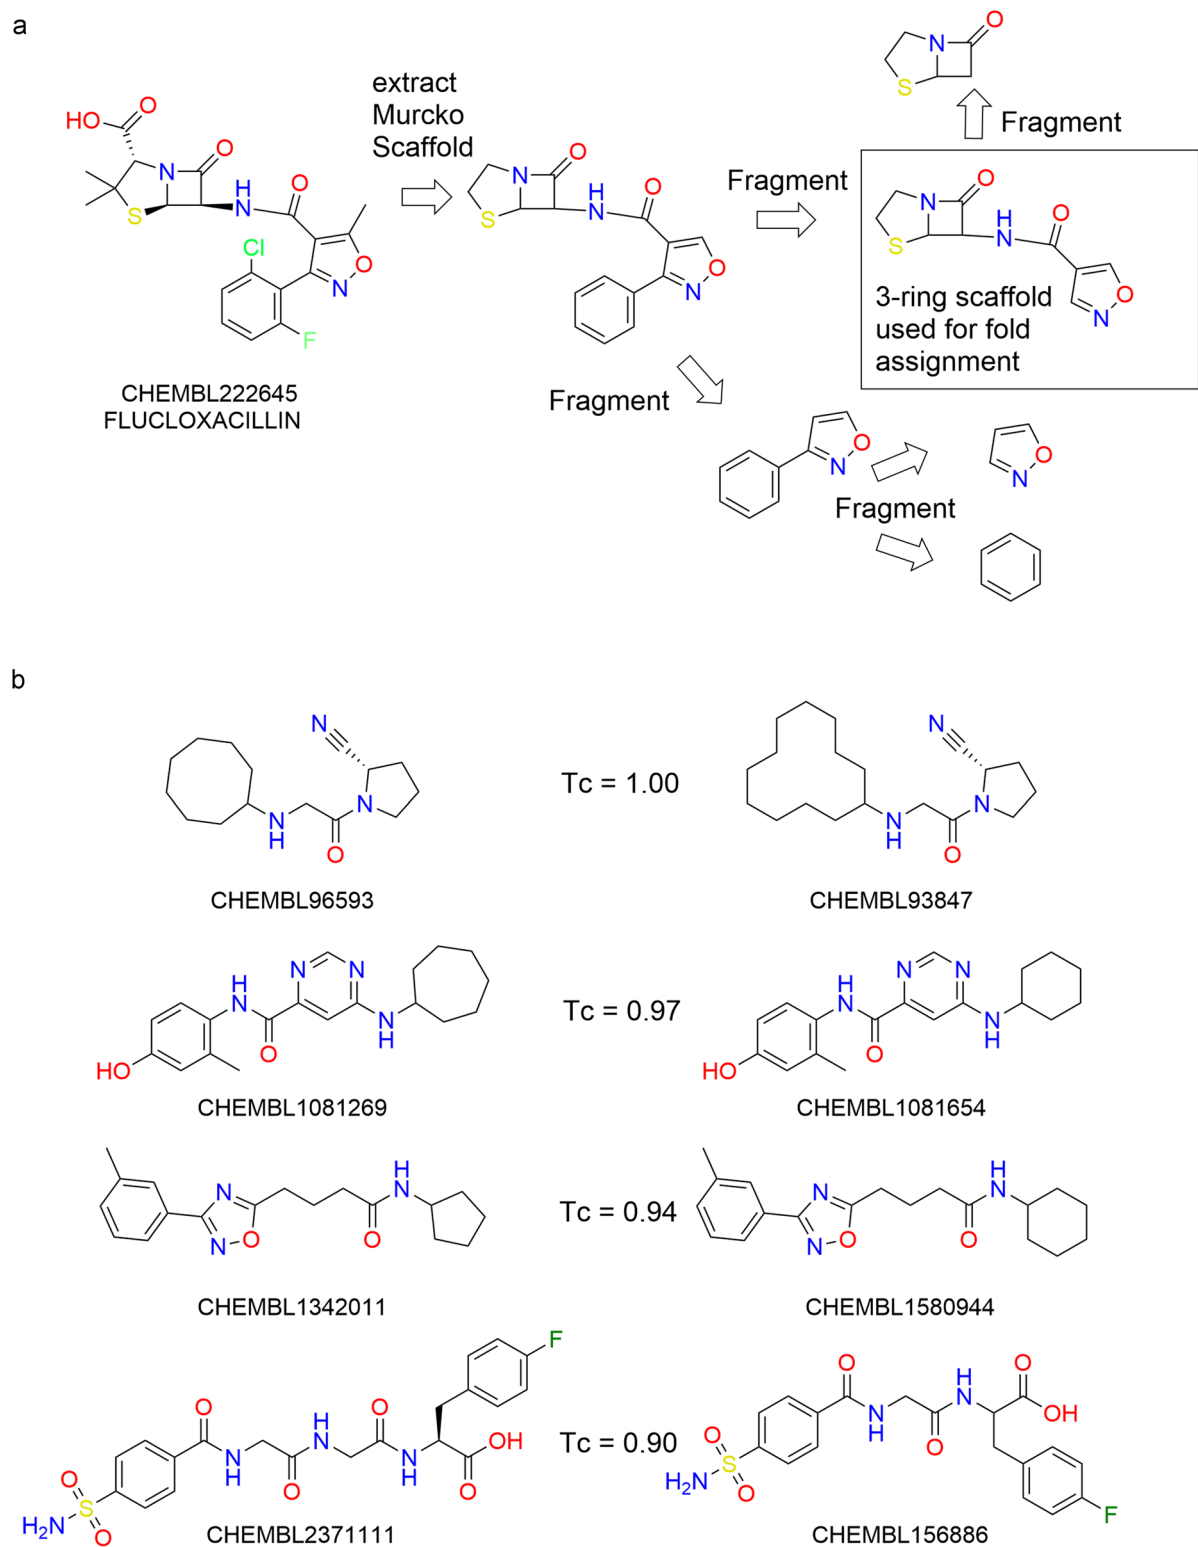 a
extract
Murcko
Scaffold
Fragment
Fragment
Fragment
Fragment
3-ring scaffold
used for fold
assignment
CHEMBL222645
FLUCLOXACILLIN
HO
O
N
O
S
H
N
O
Cl
O
N
F
N
O
S
H
N
O
O
N
N
O
S
N
O
S
H
N
O
O
N
O
N
O
N
b
N
N
N
H
O
Tc = 1.00
N
N
N
H
O
CHEMBL96593
CHEMBL93847
H
N
N
N
N
H
O
HO
Tc = 0.97
H
N
N
N
N
H
O
HO
CHEMBL1081269
CHEMBL1081654
N
N
O
H
N
O
Tc = 0.94
N
N
O
H
N
O
CHEMBL1342011
CHEMBL1580944
F
O
H
N
O
N
H
O
N
H
OH
O
O
S
O
H2N
Tc = 0.90
O
H
N
O
OH
N
H
O
O
S
O
H2N
F
CHEMBL2371111
CHEMBL156886